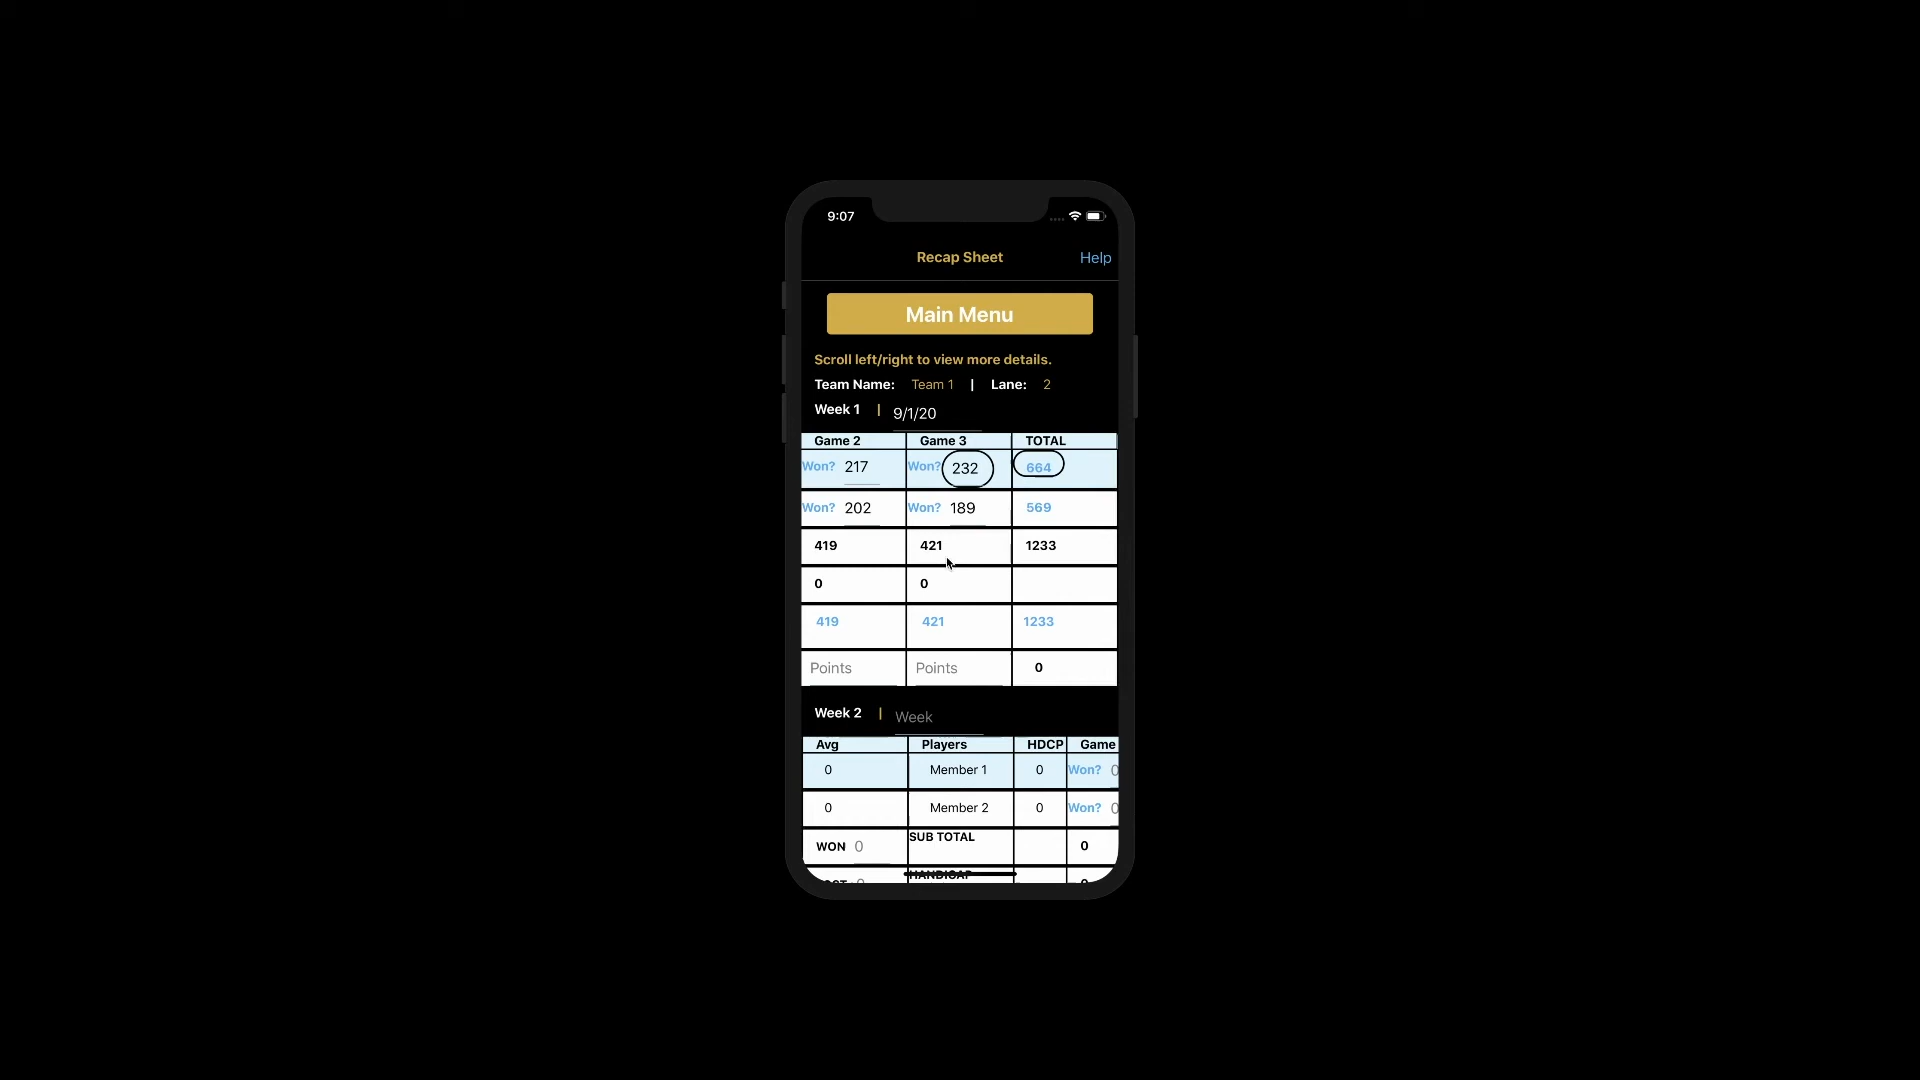 9:07
Recap Sheet Help
Main Menu
Scroll left/right to view more details.
Team Name: Team 1 | Lane: 2
Week 1 | 9/1/20
Game 2 Game 3 TOTAL
Won? 217 Won? 232 664
Won? 202 Won? 189 569
419 421 1233
0 0
419 421 1233
Points Points 0
Week 2 | Week
Avg Players HDCP Game
0 Member 1 0 Won? 0
0 Member 2 0 Won? 0
WON 0 SUB TOTAL 0
HANDICAP